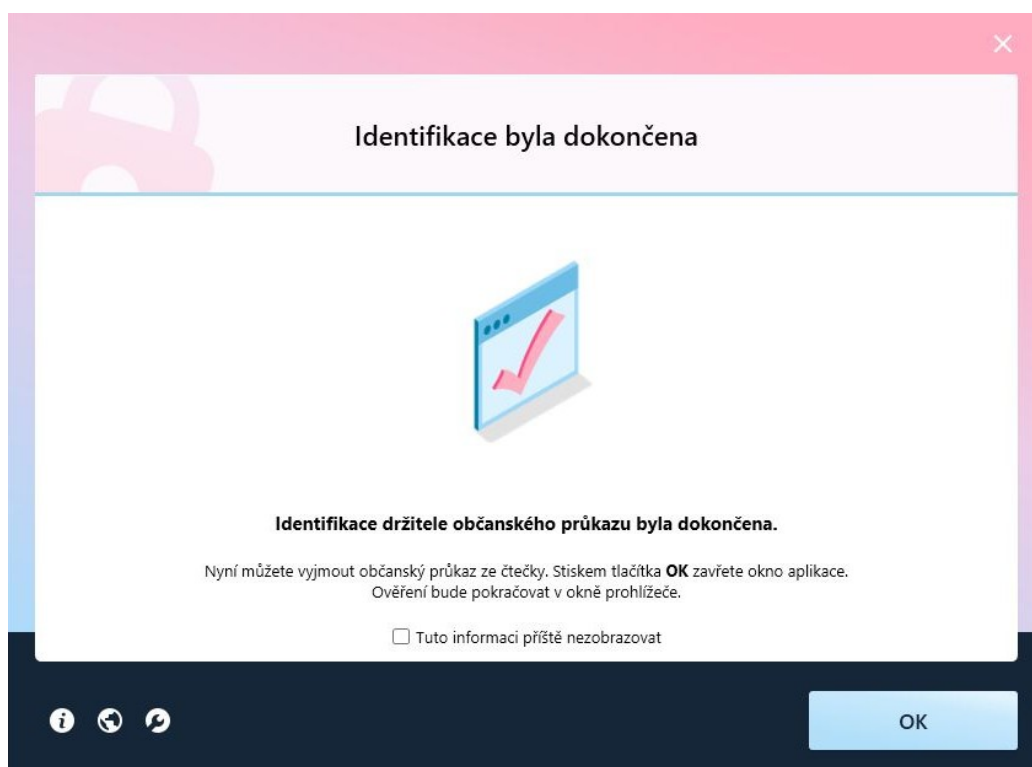 Identifikace byla dokončena
Identifikace držitele občanského průkazu byla dokončena.
Nyní můžete vyjmout občanský průkaz ze čtečky. Stiskem tlačítka OK zavřete okno aplikace.
Ověření bude pokračovat v okně prohlížeče.
Tuto informaci příště nezobrazovat
OK